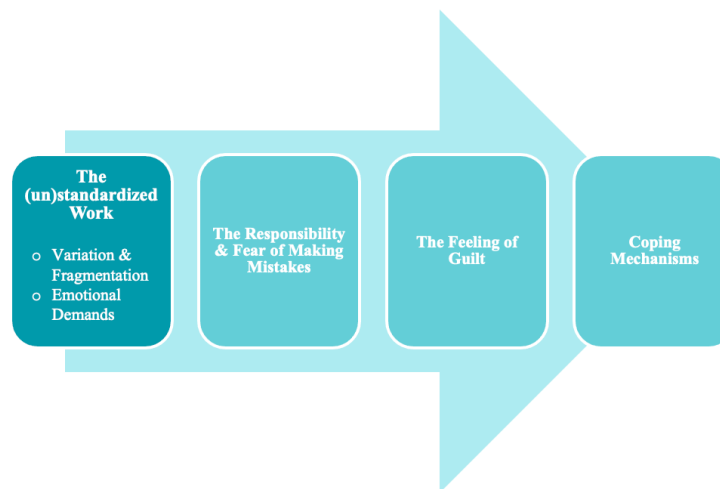 The
(un)standardized
Work
o Variation &
Fragmentation
o Emotional
Demands
The Responsibility
& Fear of Making
Mistakes
The Feeling of
Guilt
Coping
Mechanisms